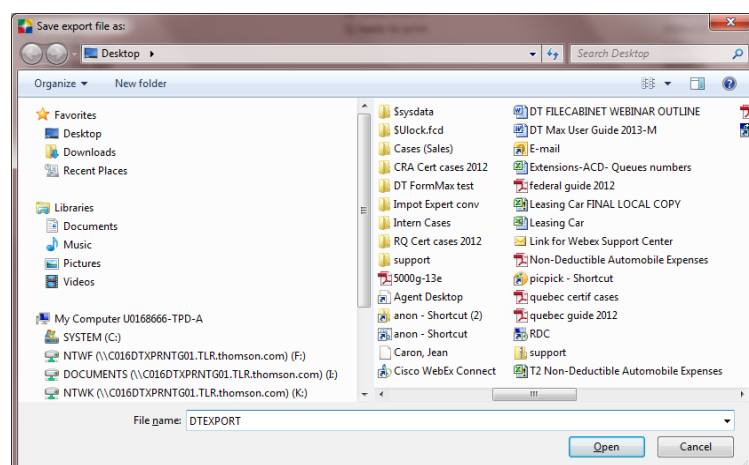 Save export file as:
Desktop
Search Desktop
Organize
New folder
Favorites
Desktop
Downloads
Recent Places
Libraries
Documents
Music
Pictures
Videos
My Computer U0168666-TPD-A
SYSTEM (C:)
NTWF (\\C016DTXPRNTG01.TLR.thomson.com) (F:)
DOCUMENTS (\\C016DTXPRNTG01.TLR.thomson.com) (I:)
NTWK (\\C016DTXPRNTG01.TLR.thomson.com) (K:)
$sysdata
$Ulock.fcd
Cases (Sales)
CRA Cert cases 2012
DT FormMax test
Impot Expert conv
Intern Cases
RQ Cert cases 2012
support
5000g-13e
Agent Desktop
anon - Shortcut (2)
anon - Shortcut
Caron, Jean
Cisco WebEx Connect
DT FILECABINET WEBINAR OUTLINE
DT Max User Guide 2013-M
E-mail
Extensions-ACD- Queues numbers
federal guide 2012
Leasing Car FINAL LOCAL COPY
Leasing Car
Link for Webex Support Center
Non-Deductible Automobile Expenses
picpick - Shortcut
quebec certif cases
quebec guide 2012
RDC
support
T2 Non-Deductible Automobile Expenses
File name: DTEXPORT
Open
Cancel